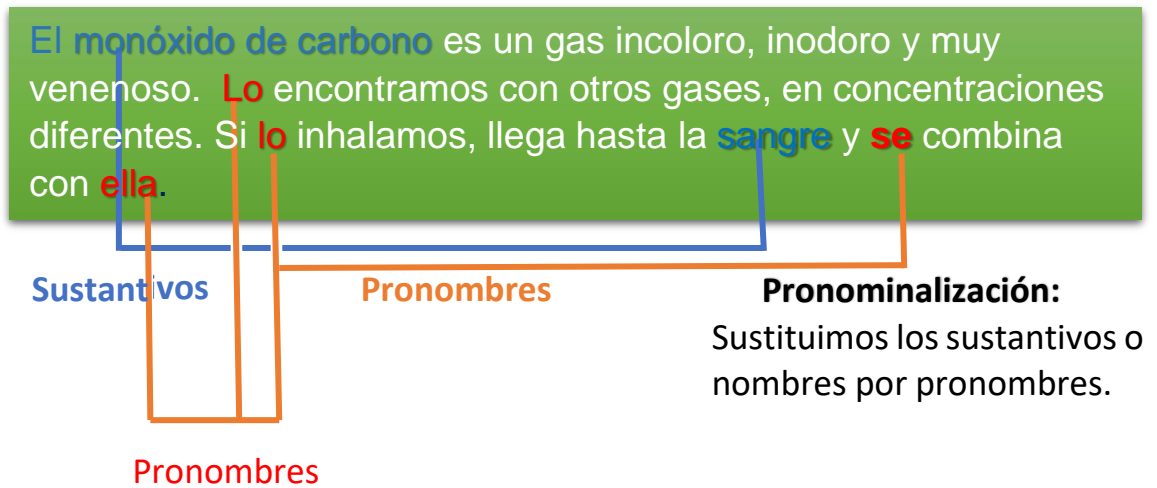 El monóxido de carbono es un gas incoloro, inodoro y muy
venenoso. Lo encontramos con otros gases, en concentraciones
diferentes. Si lo inhalamos, llega hasta la sangre y se combina
con ella.
Sustantivos Pronombres Pronominalización:
Sustituimos los sustantivos o
nombres por pronombres.
Pronombres